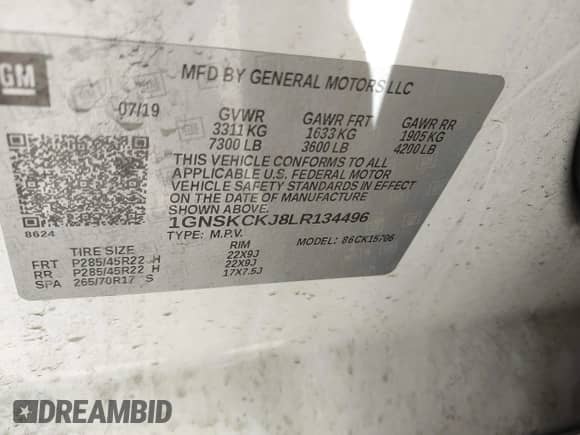 GM
MFD BY GENERAL MOTORS LLC
07/19
GVWR GAWR FRT GAWR RR
3311 KG 1633 KG 1905 KG
7300 LB 3600 LB 4200 LB
THIS VEHICLE CONFORMS TO ALL
APPLICABLE U.S. FEDERAL MOTOR
VEHICLE SAFETY STANDARDS IN EFFECT
ON THE DATE OF MANUFACTURE
SHOWN ABOVE.
1GNSKCKJ8LR134496
8624
TYPE: M.P.V. MODEL: 86CK15706
TIRE SIZE RIM
FRT P285/45R22 H 22X9J
RR P285/45R22 H 22X9J
SPA 265/70R17 S 17X7.5J
DREAMBID